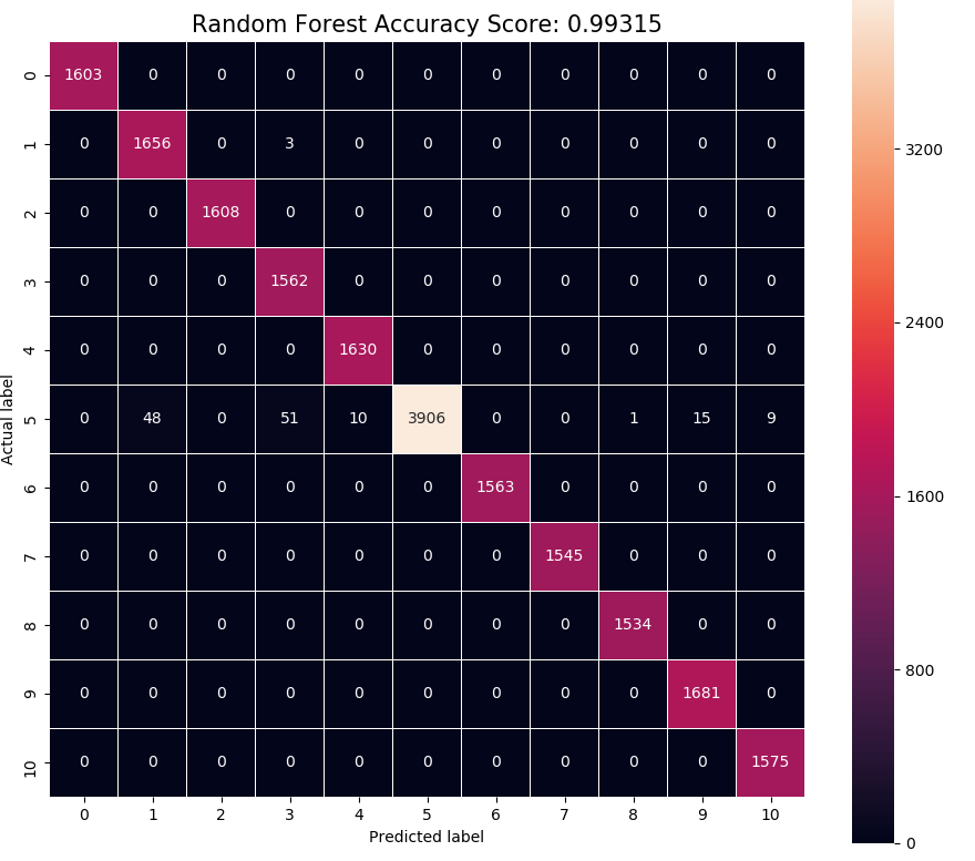 Random Forest Accuracy Score: 0.99315
0 1603 0 0 0 0 0 0 0 0 0 0
1 0 1656 0 3 0 0 0 0 0 0 0
2 0 0 1608 0 0 0 0 0 0 0 0
3 0 0 0 1562 0 0 0 0 0 0 0
4 0 0 0 0 1630 0 0 0 0 0 0
5 0 48 0 51 10 3906 0 0 1 15 9
6 0 0 0 0 0 0 1563 0 0 0 0
7 0 0 0 0 0 0 0 1545 0 0 0
8 0 0 0 0 0 0 0 0 1534 0 0
9 0 0 0 0 0 0 0 0 0 1681 0
10 0 0 0 0 0 0 0 0 0 0 1575
0 1 2 3 4 5 6 7 8 9 10
Predicted label
Actual label
3200
2400
1600
800
0